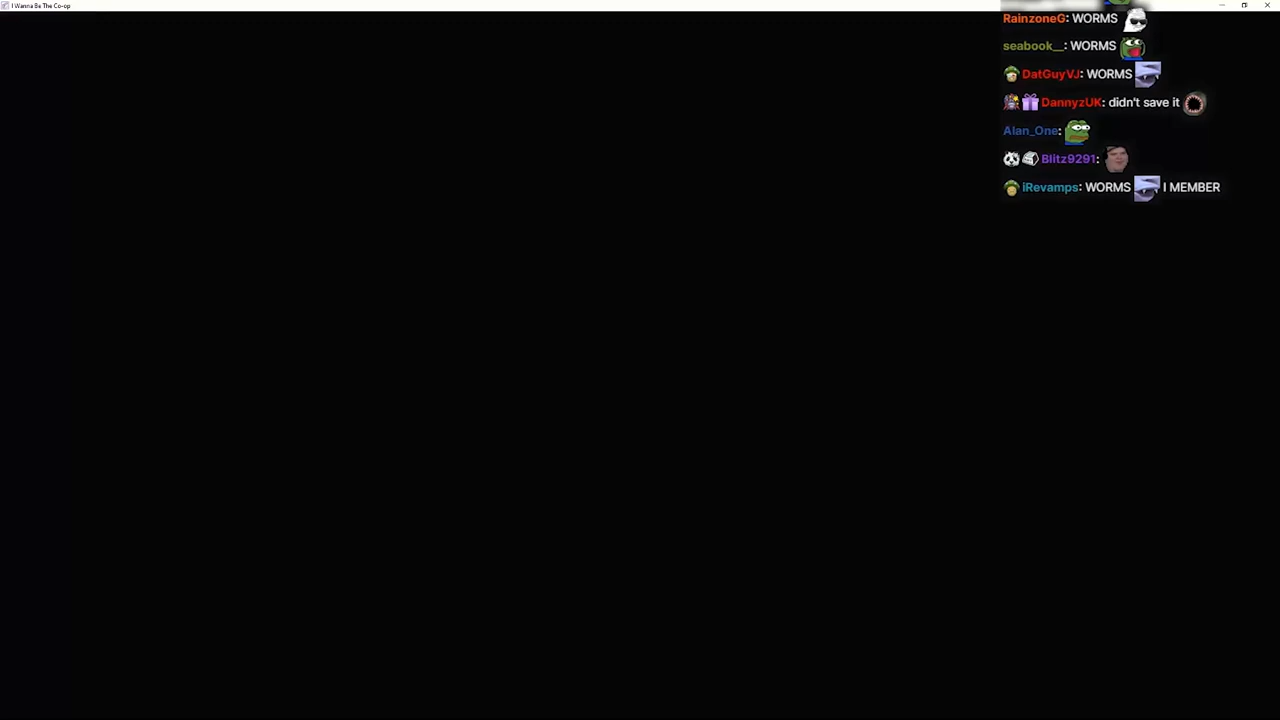 I Wanna Be The Co-op
RainzoneG: WORMS
seabook__: WORMS
DatGuyVJ: WORMS
DannyzUK: didn't save it
Alan_One:
Blitz9291:
iRevamps: WORMS I MEMBER